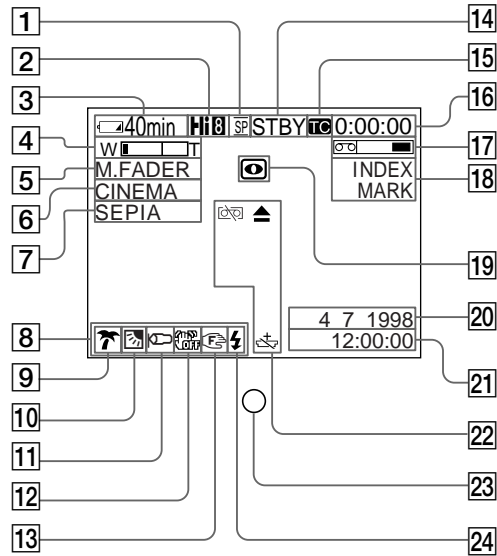 1
2
3
4
5
6
7
8
9
10
11
12
13
14
15
16
17
18
19
20
21
22
23
24
40min Hi8 SP STBY TC 0:00:00
W T
M.FADER
CINEMA
SEPIA
INDEX
MARK
4 7 1998
12:00:00
OFF F